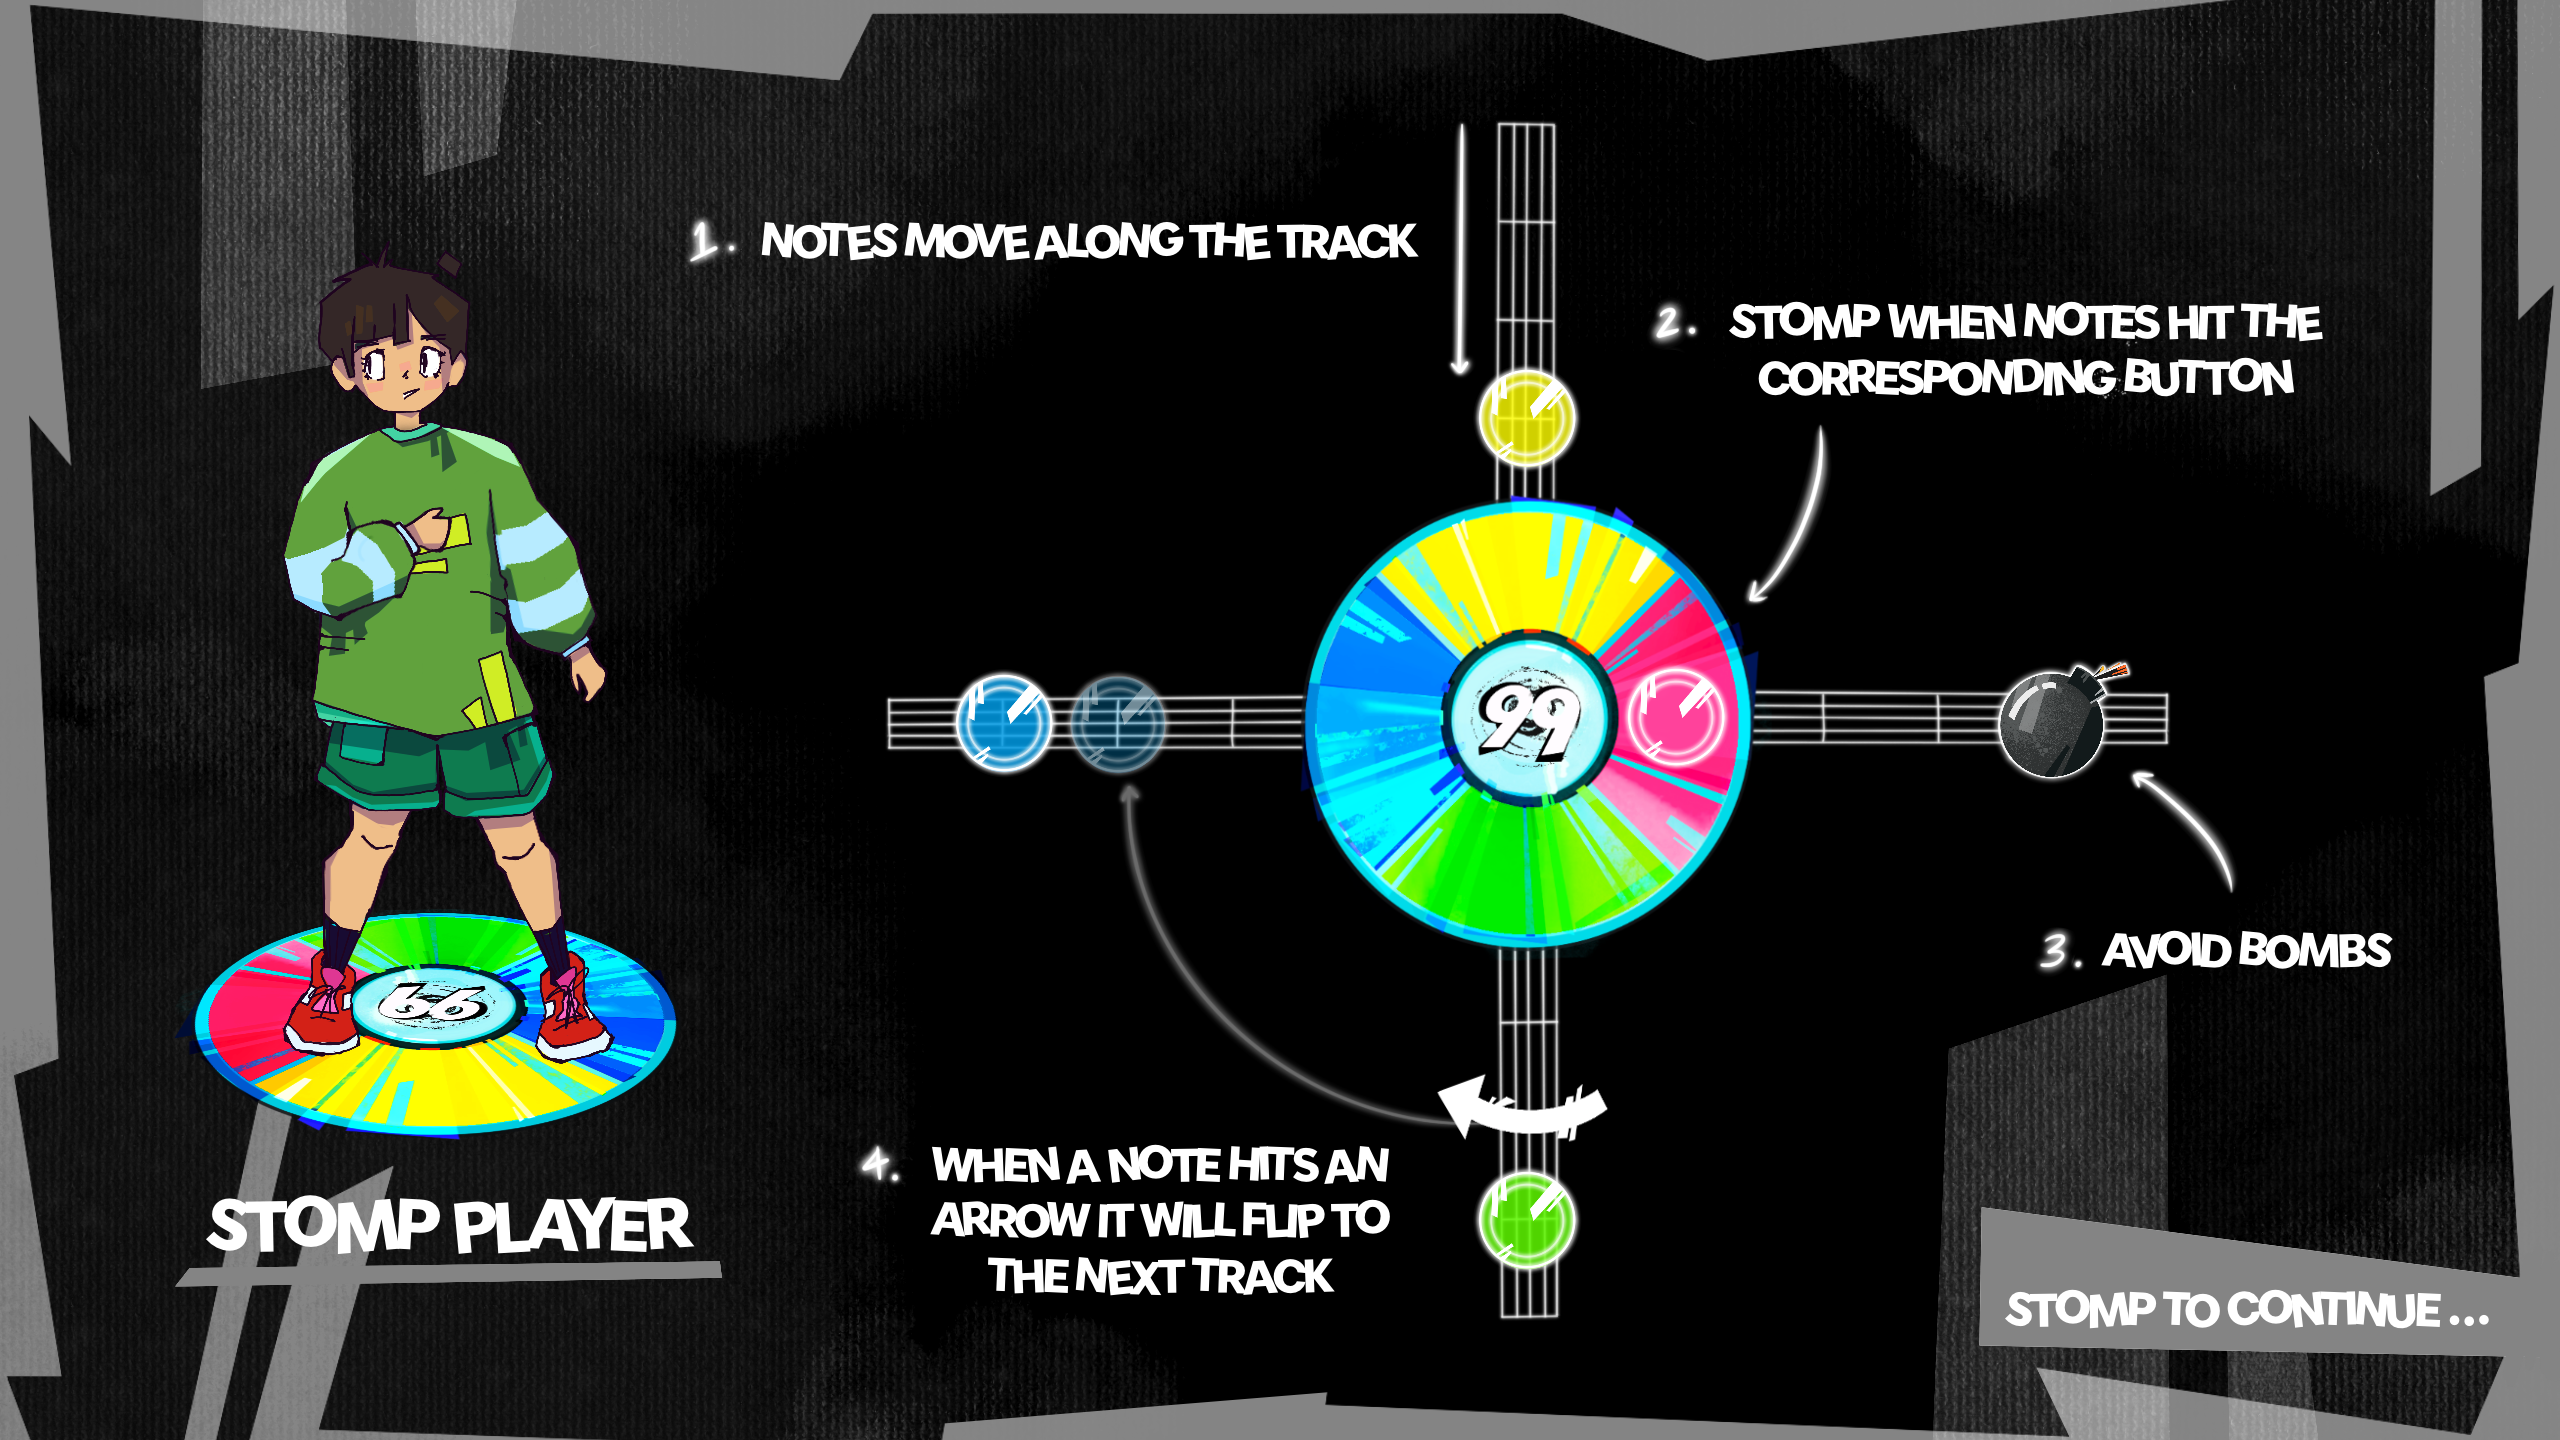 1. NOTES MOVE ALONG THE TRACK
2. STOMP WHEN NOTES HIT THE
CORRESPONDING BUTTON
99
3. AVOID BOMBS
4. WHEN A NOTE HITS AN
ARROW IT WILL FLIP TO
THE NEXT TRACK
STOMP PLAYER
STOMP TO CONTINUE ...